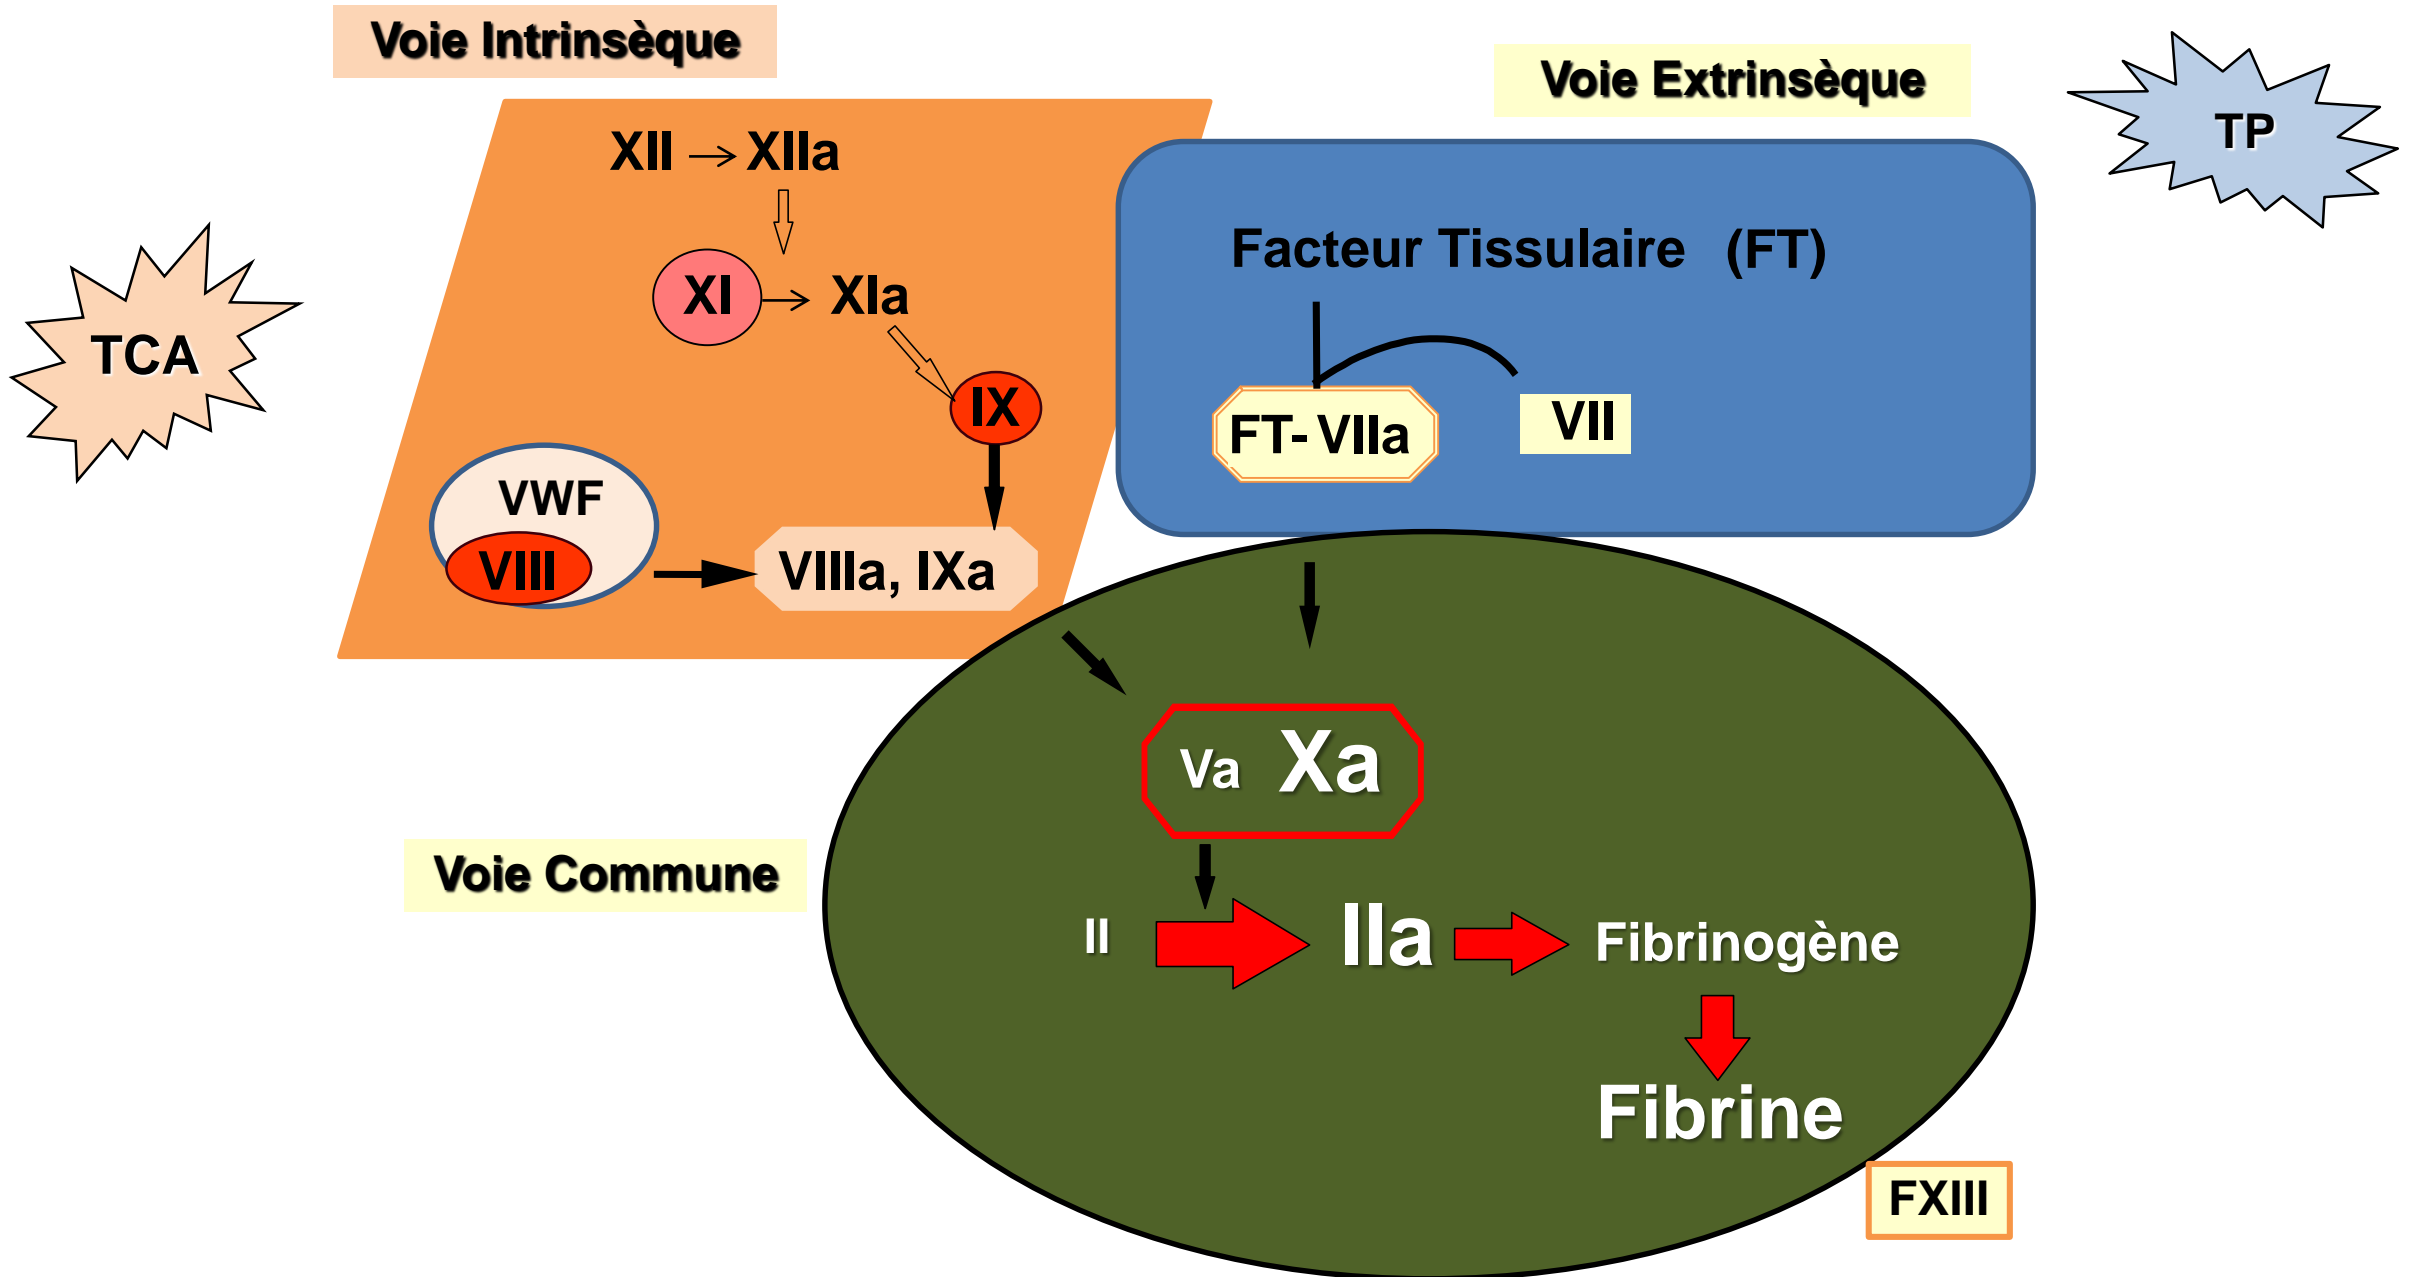 Voie Intrinsèque
Voie Extrinsèque
TP
XII XIIa
Facteur Tissulaire (FT)
XI XIa
TCA
IX
FT- VIIa
VII
VWF
VIII
VIIIa, IXa
Va Xa
Voie Commune
II IIa Fibrinogène
Fibrine
FXIII